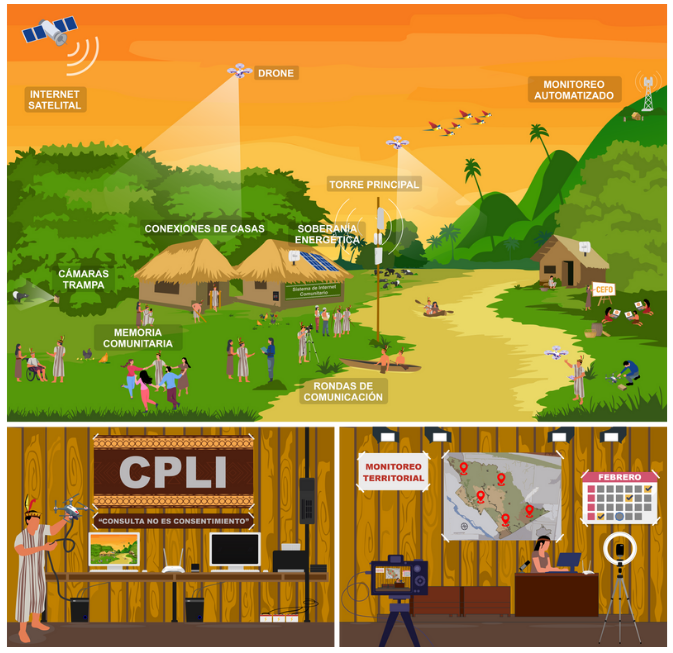 INTERNET
SATELITAL
DRONE
MONITOREO
AUTOMATIZADO
TORRE PRINCIPAL
CONEXIONES DE CASAS
SOBERANÍA
ENERGÉTICA
CÁMARAS
TRAMPA
Sistema de Internet
Comunitario
CEFO
MEMORIA
COMUNITARIA
RONDAS DE
COMUNICACIÓN
CPLI
"CONSULTA NO ES CONSENTIMIENTO"
MONITOREO
TERRITORIAL
FEBRERO